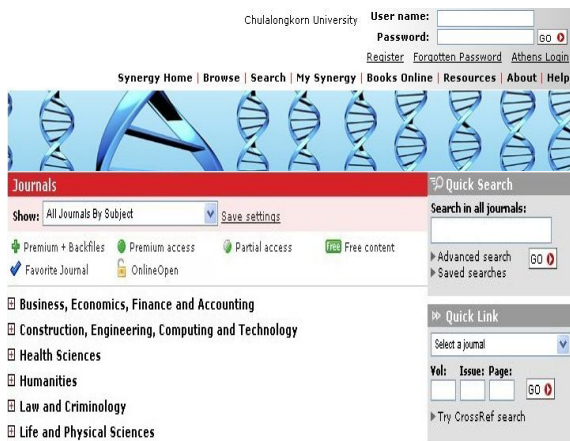 Chulalongkorn University User name:
Password: GO
Register Forgotten Password Athens Login
Synergy Home | Browse | Search | My Synergy | Books Online | Resources | About | Help
Journals
Show: All Journals By Subject Save settings
Premium + Backfiles Premium access Partial access Free Free content
Favorite Journal OnlineOpen
Business, Economics, Finance and Accounting
Construction, Engineering, Computing and Technology
Health Sciences
Humanities
Law and Criminology
Life and Physical Sciences
Quick Search
Search in all journals:
Advanced search GO
Saved searches
Quick Link
Select a journal
Vol: Issue: Page:
GO
Try CrossRef search